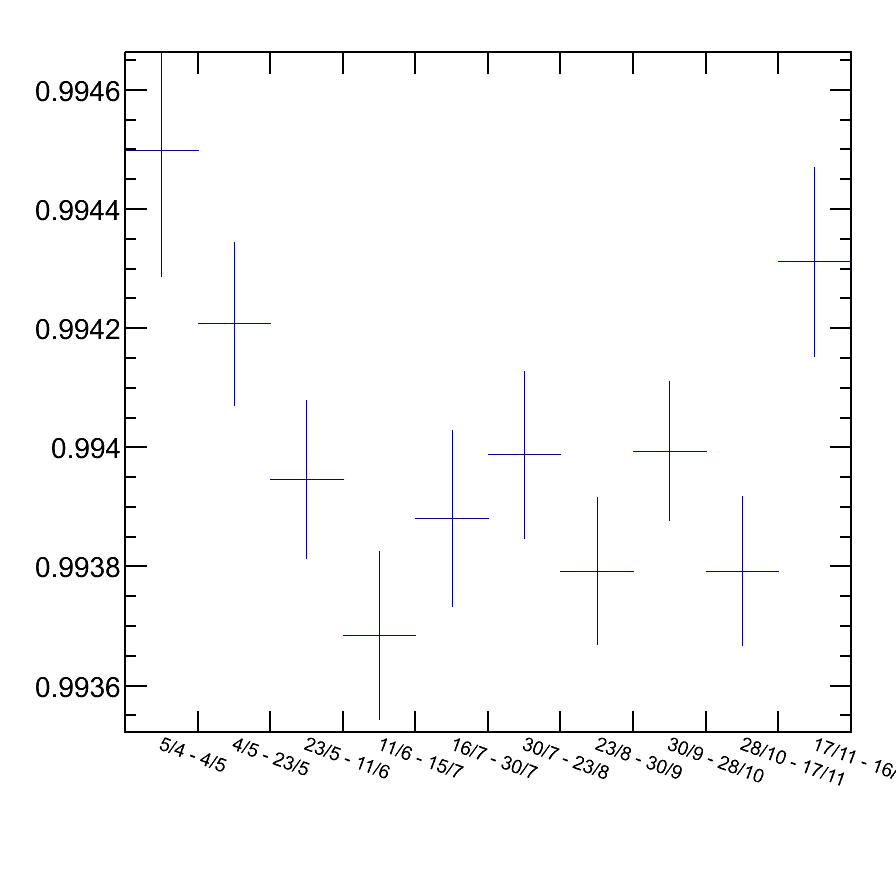 0.9946
0.9944
0.9942
0.994
0.9938
0.9936
5/4 - 4/5
4/5 - 23/5
23/5 - 11/6
11/6 - 15/7
16/7 - 30/7
30/7 - 23/8
23/8 - 30/9
30/9 - 28/10
28/10 - 17/11
17/11 - 16/